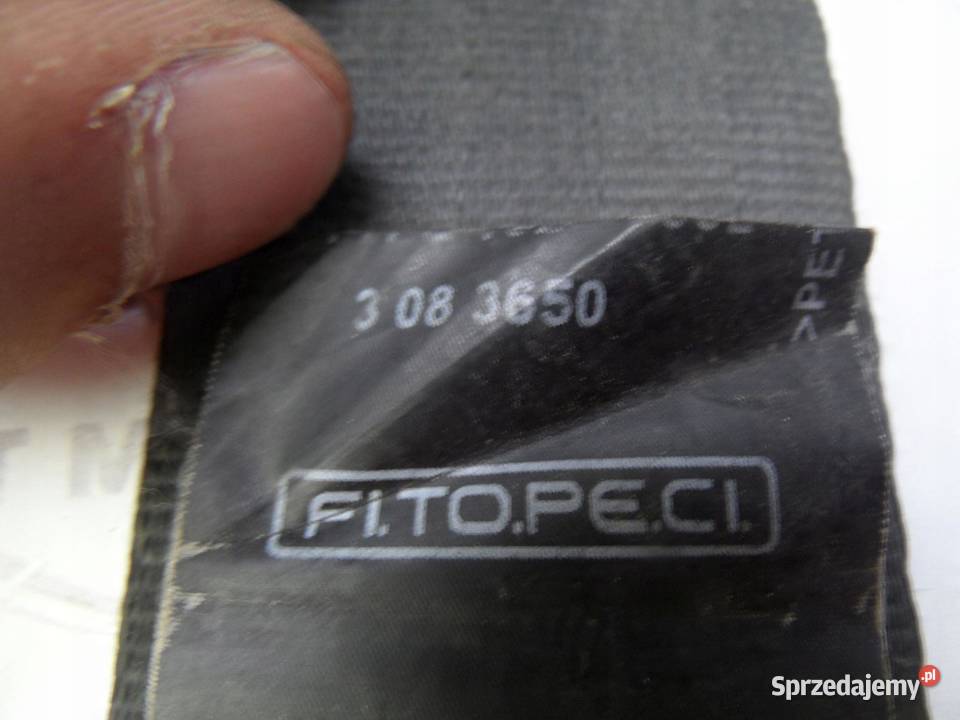 3 08 3650
>PET
FI.TO.PE.CI.
Sprzedajemy.pl